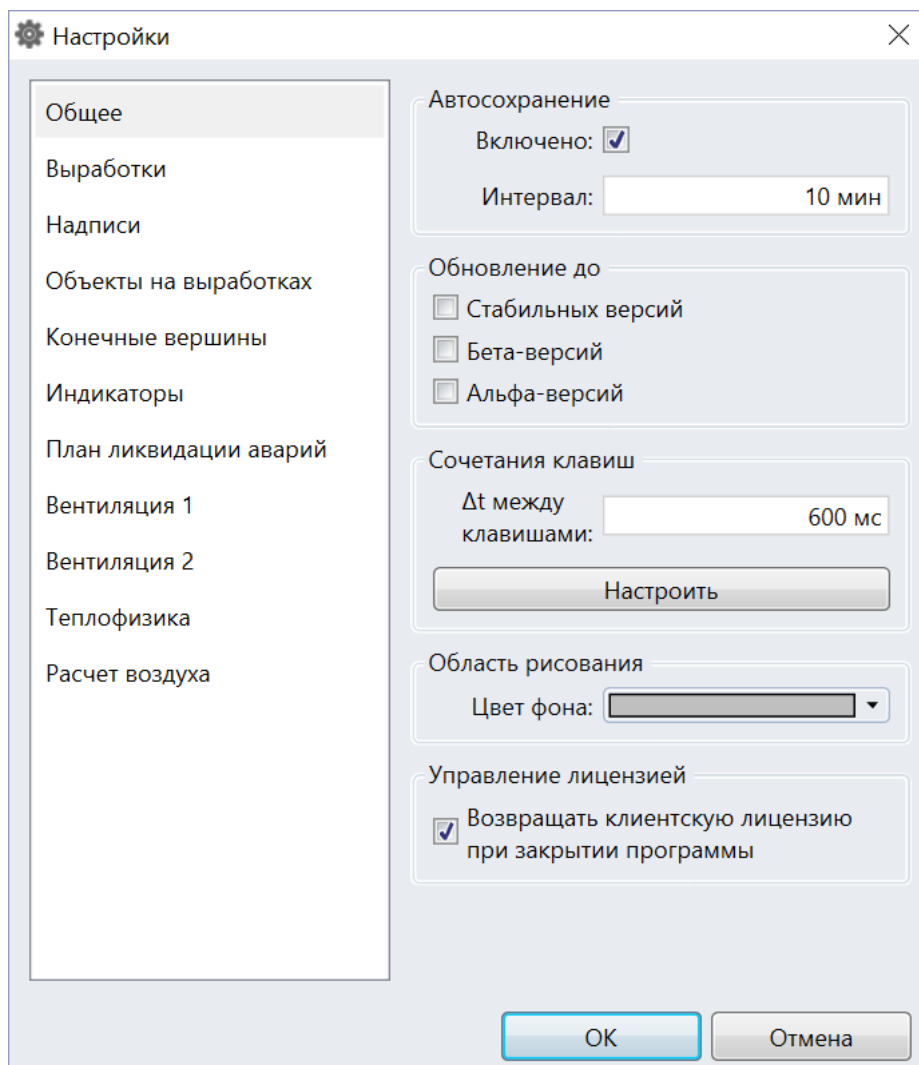 Настройки
Общее
Выработки
Надписи
Объекты на выработках
Конечные вершины
Индикаторы
План ликвидации аварий
Вентиляция 1
Вентиляция 2
Теплофизика
Расчет воздуха
Автосохранение
Включено:
Интервал: 10 мин
Обновление до
Стабильных версий
Бета-версий
Альфа-версий
Сочетания клавиш
Δt между
клавишами: 600 мс
Настроить
Область рисования
Цвет фона:
Управление лицензией
Возвращать клиентскую лицензию
при закрытии программы
OK Отмена